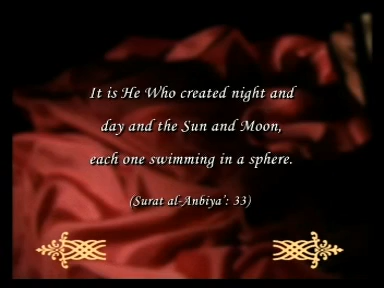 It is He Who created night and
day and the Sun and Moon,
each one swimming in a sphere.
(Surat al-Anbiya': 33)